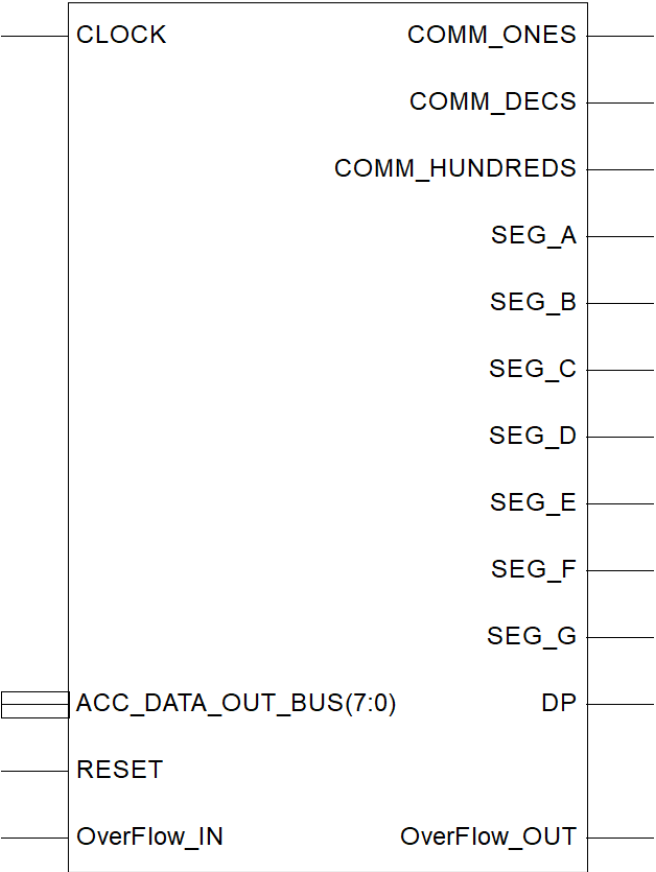 CLOCK COMM_ONES
COMM_DECS
COMM_HUNDREDS
SEG_A
SEG_B
SEG_C
SEG_D
SEG_E
SEG_F
SEG_G
ACC_DATA_OUT_BUS(7:0) DP
RESET
OverFlow_IN OverFlow_OUT